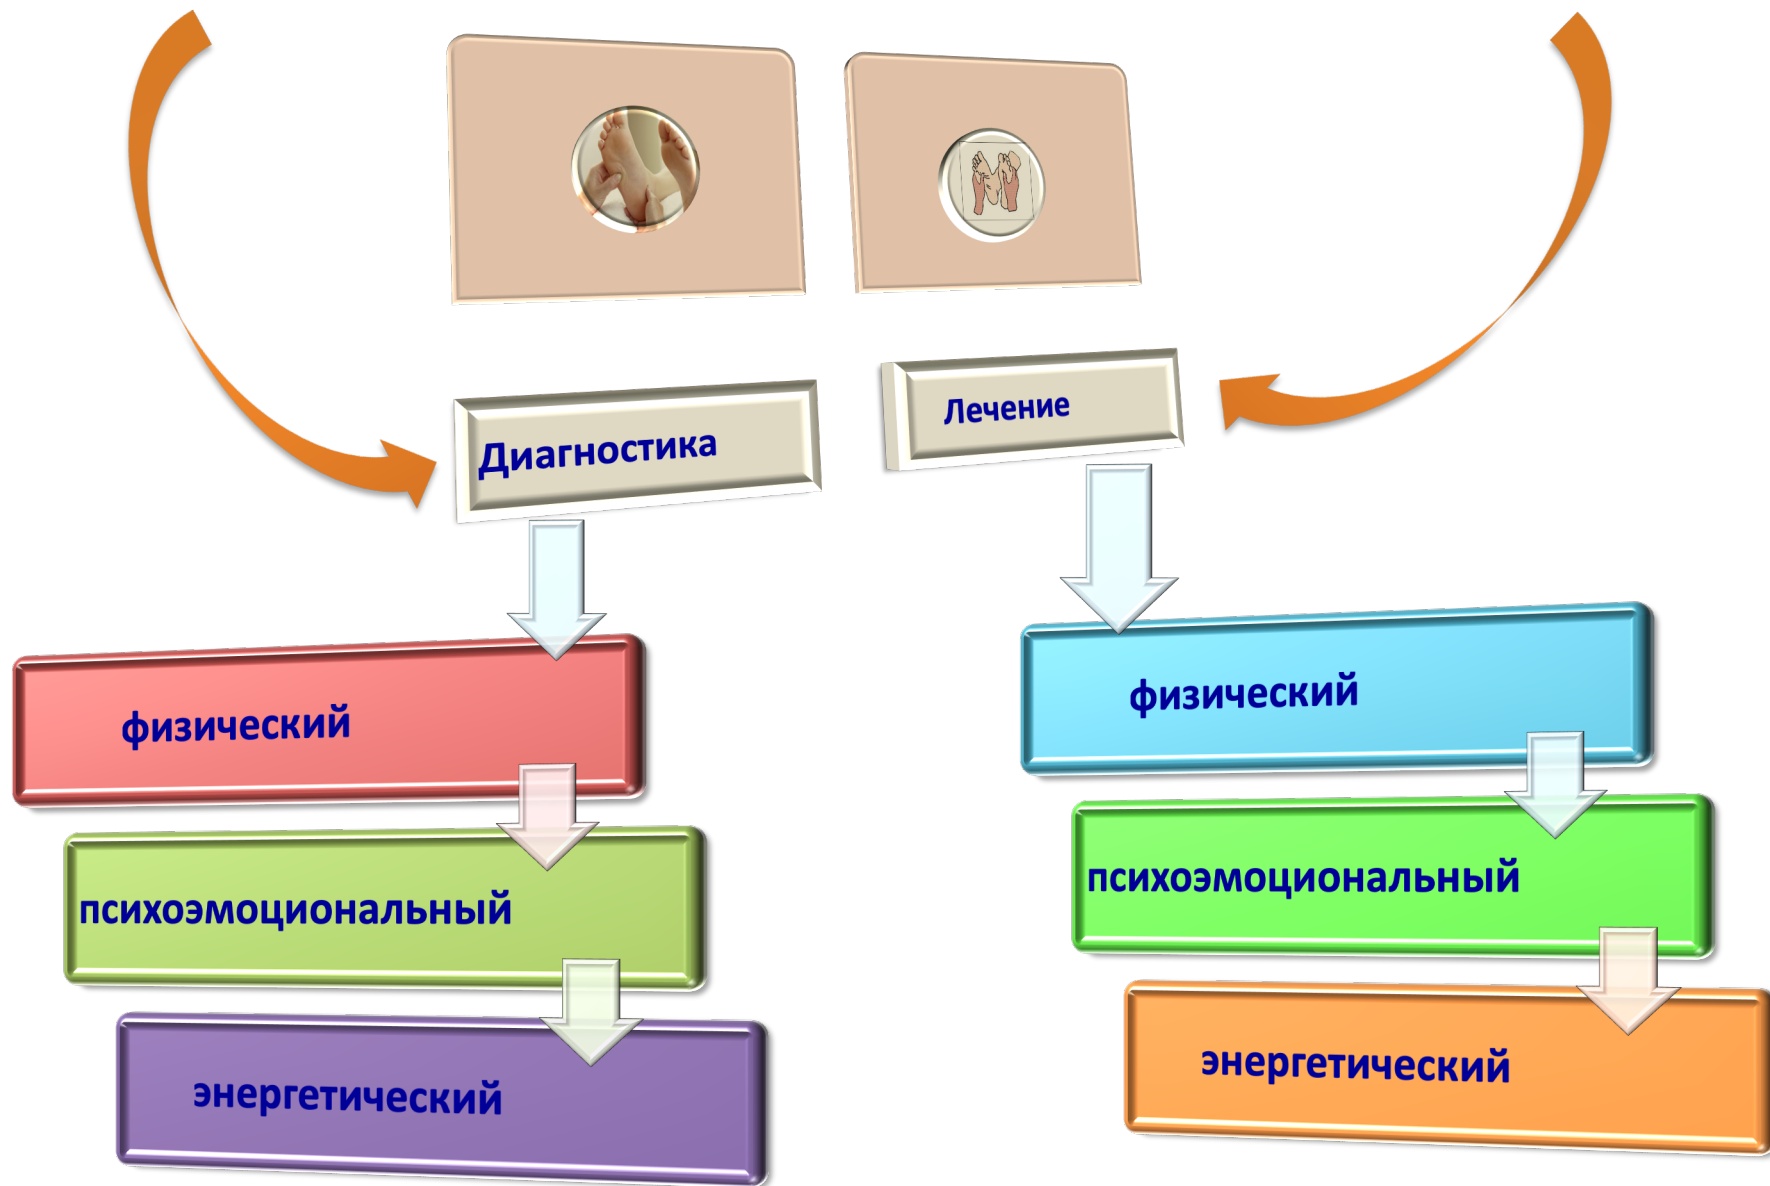 Диагностика
Лечение
физический
психоэмоциональный
энергетический
физический
психоэмоциональный
энергетический